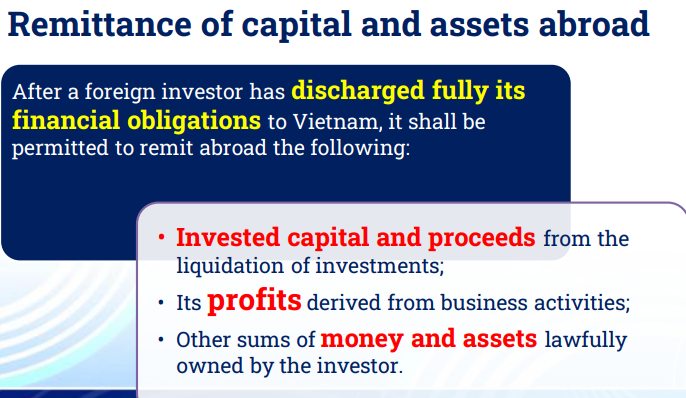 Remittance of capital and assets abroad
After a foreign investor has discharged fully its
financial obligations to Vietnam, it shall be
permitted to remit abroad the following:
• Invested capital and proceeds from the
liquidation of investments;
• Its profits derived from business activities;
• Other sums of money and assets lawfully
owned by the investor.